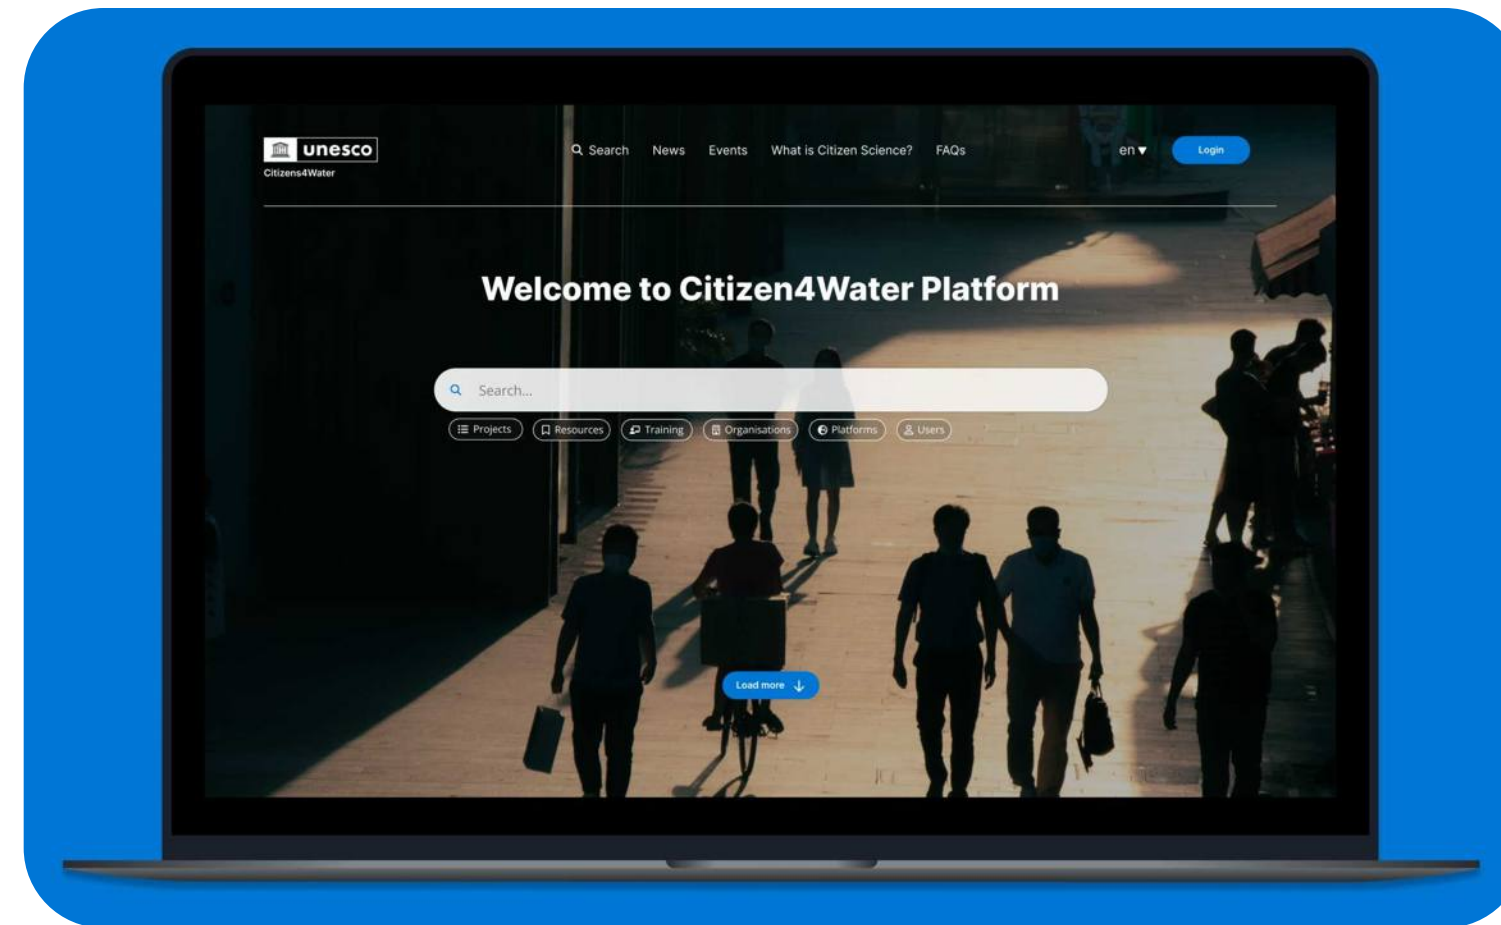 unesco
Citizens4Water
Search News Events What is Citizen Science? FAQs en Login
Welcome to Citizen4Water Platform
Search...
Projects Resources Training Organisations Platforms Users
Load more